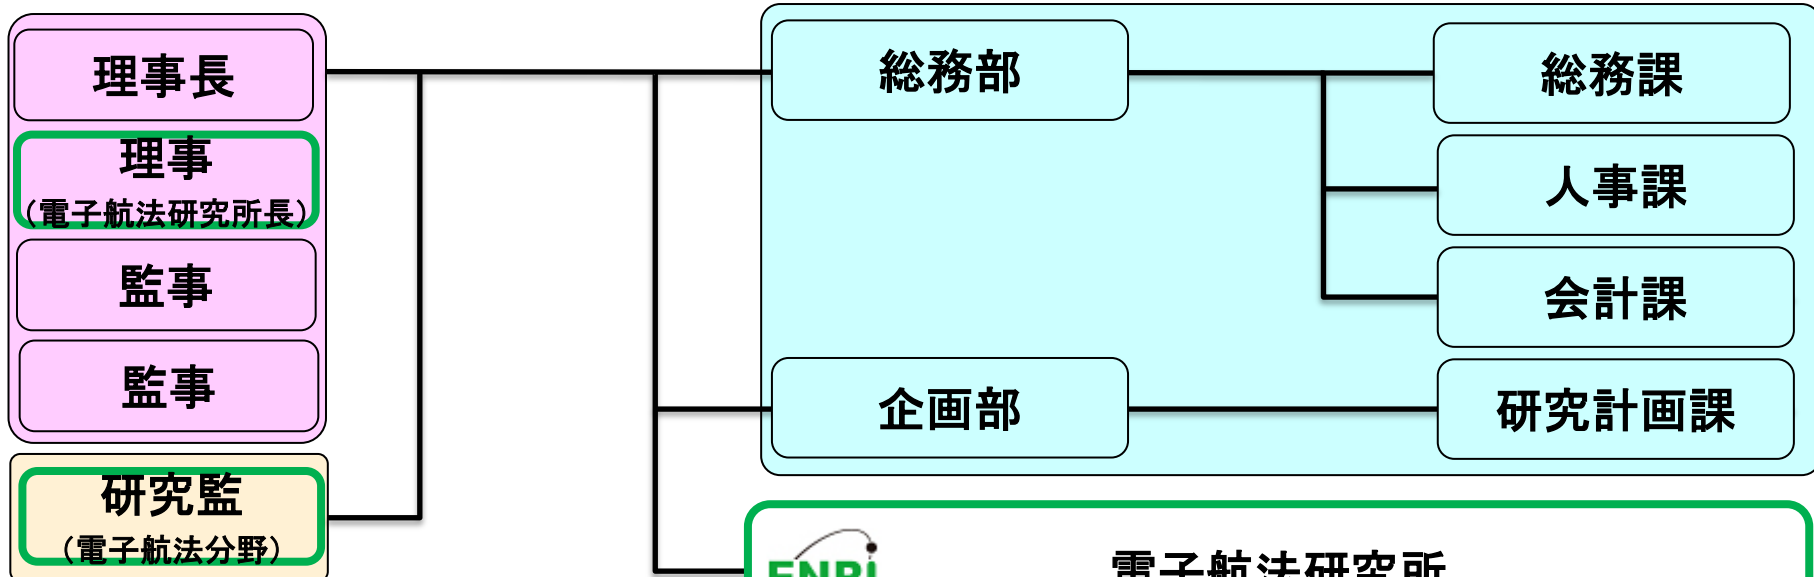 理事長
理事
（電子航法研究所長）
監事
監事
研究監
（電子航法分野）
総務部
総務課
人事課
会計課
企画部
研究計画課
ENRI
電子航法研究所